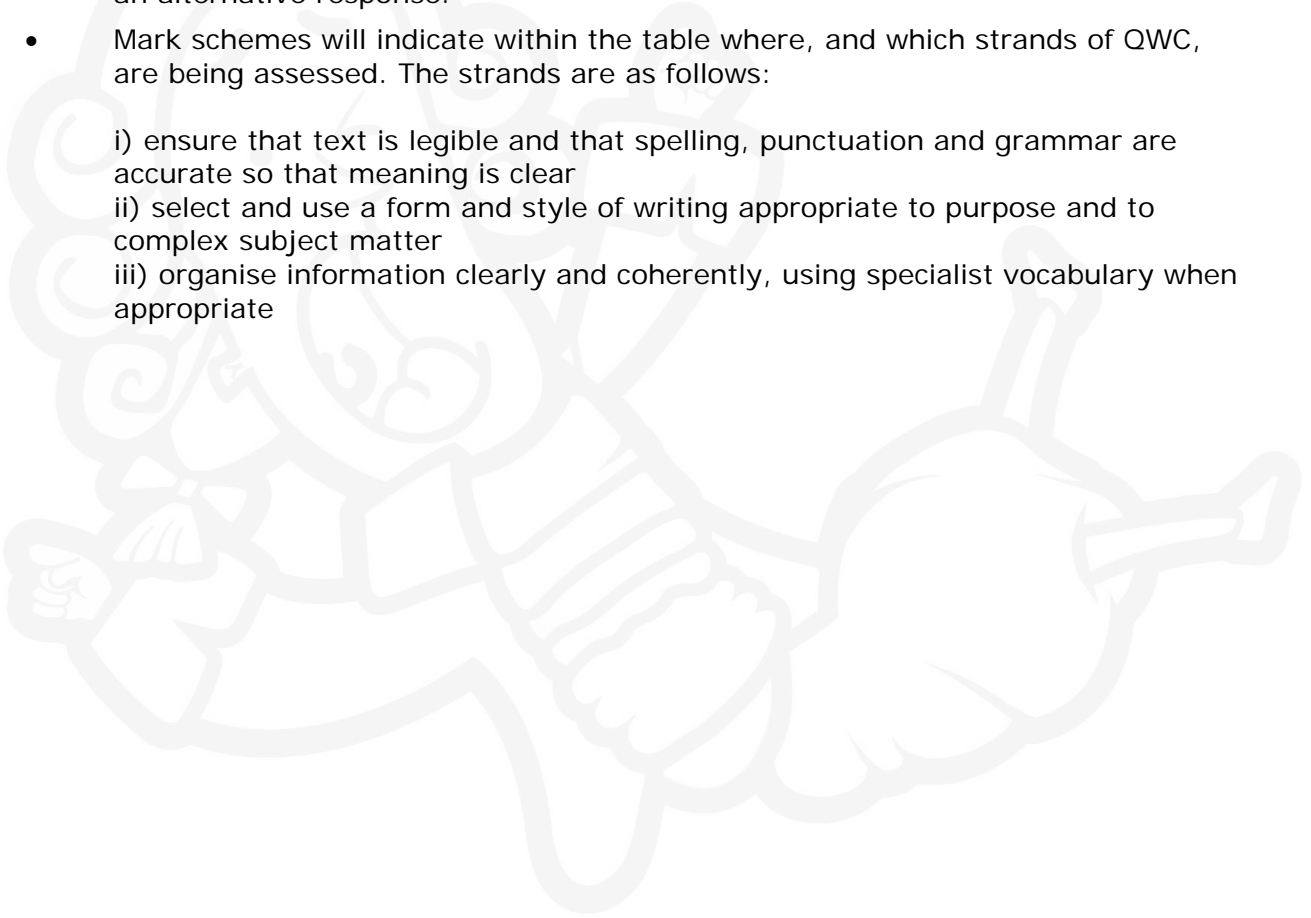 an alternative response.
• Mark schemes will indicate within the table where, and which strands of QWC,
are being assessed. The strands are as follows:
i) ensure that text is legible and that spelling, punctuation and grammar are
accurate so that meaning is clear
ii) select and use a form and style of writing appropriate to purpose and to
complex subject matter
iii) organise information clearly and coherently, using specialist vocabulary when
appropriate